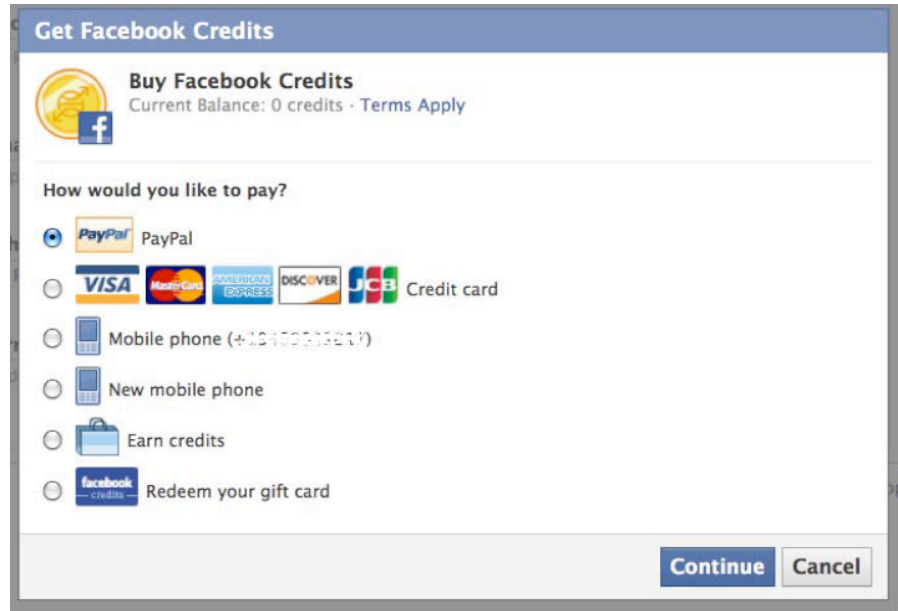 Get Facebook Credits
Buy Facebook Credits
Current Balance: 0 credits · Terms Apply
How would you like to pay?
PayPal PayPal
VISA MasterCard AMERICAN EXPRESS DISCOVER JCB Credit card
Mobile phone
New mobile phone
Earn credits
facebook credits Redeem your gift card
Continue Cancel